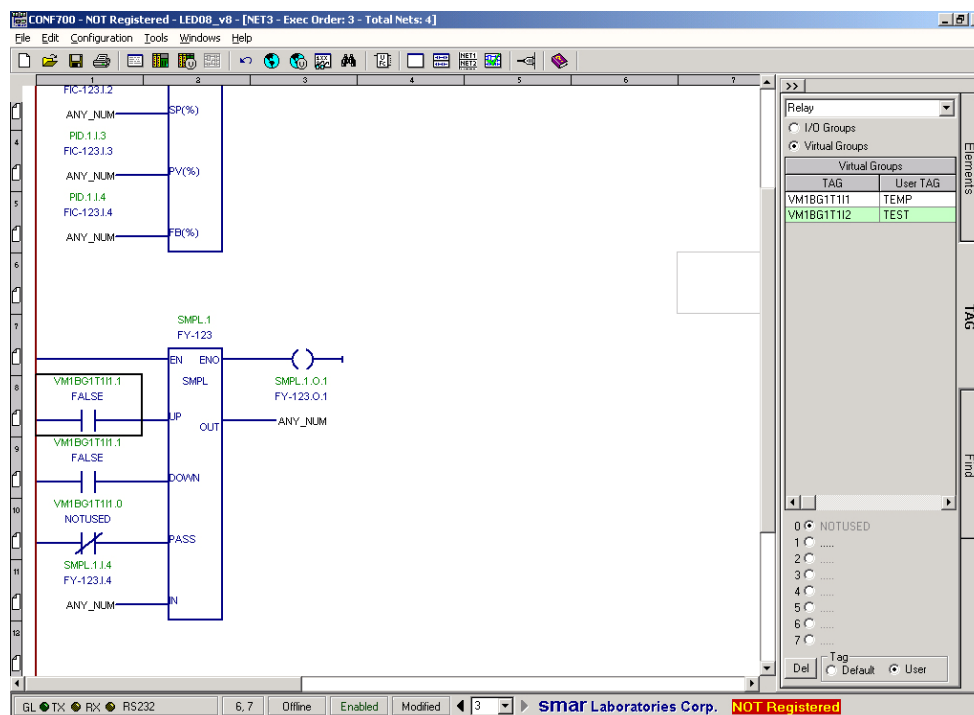 CONF700 - NOT Registered - LED08_v8 - [NET3 - Exec Order: 3 - Total Nets: 4]
File Edit Configuration Tools Windows Help
1 2 3 4 5 6 7
FIC-123.I.2
ANY_NUM SP(%)
4
PID.1.I.3
FIC-123.I.3
ANY_NUM PV(%)
5
PID.1.I.4
FIC-123.I.4
ANY_NUM FB(%)
6
7
SMPL.1
FY-123
EN ENO
8
SMPL
VM1BG1T1I1.1
FALSE
UP
OUT
SMPL.1.O.1
FY-123.O.1
ANY_NUM
9
VM1BG1T1I1.1
FALSE
DOWN
10
VM1BG1T1I1.0
NOTUSED
PASS
11
SMPL.1.I.4
FY-123.I.4
ANY_NUM IN
12
>>
Relay
I/O Groups
Virtual Groups
Virtual Groups
TAG User TAG
VM1BG1T1I1 TEMP
VM1BG1T1I2 TEST
0 NOTUSED
1 .....
2 .....
3 .....
4 .....
5 .....
6 .....
7 .....
Del Tag Default User
Elements
TAG
Find
GL TX RX RS232 6, 7 Offline Enabled Modified 3 smar Laboratories Corp. NOT Registered